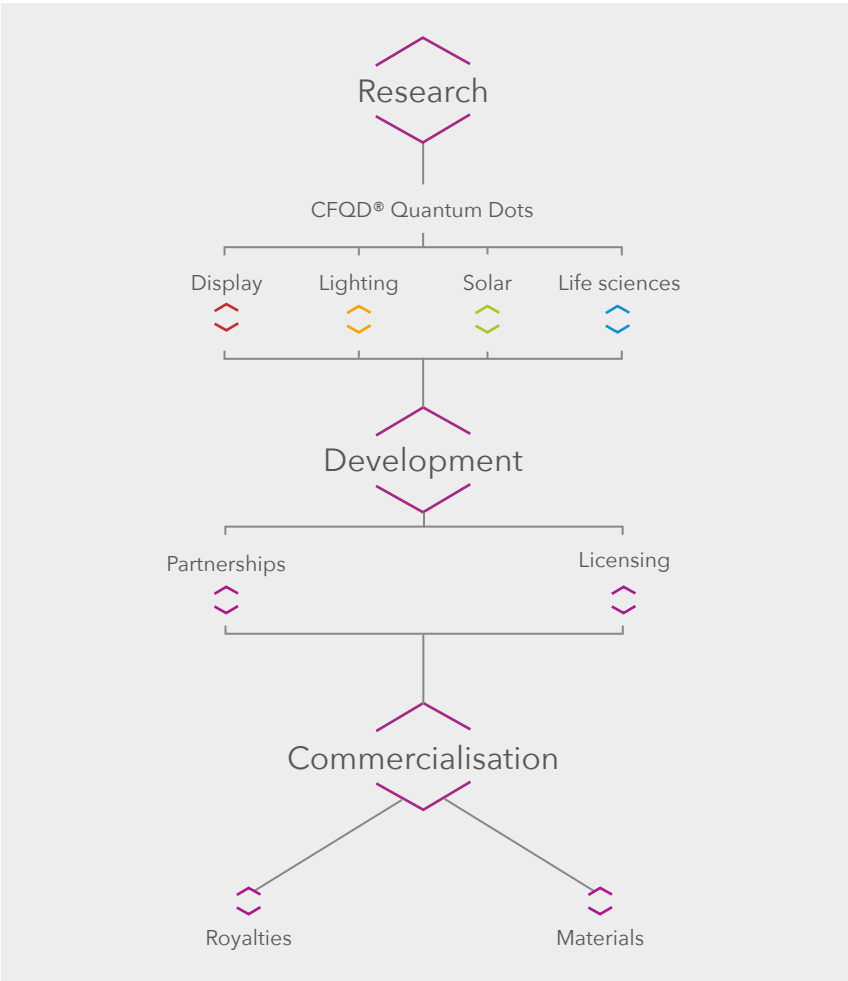 Research
CFQD® Quantum Dots
Display
Lighting
Solar
Life sciences
Development
Partnerships
Licensing
Commercialisation
Royalties
Materials